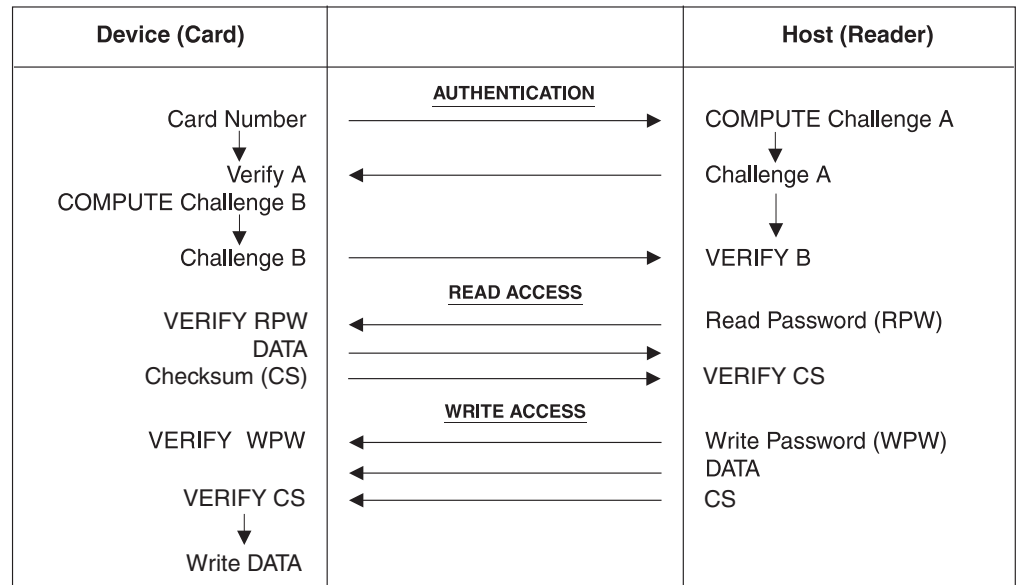 Device (Card) Host (Reader)
AUTHENTICATION
Card Number COMPUTE Challenge A
Verify A Challenge A
COMPUTE Challenge B
Challenge B VERIFY B
READ ACCESS
VERIFY RPW Read Password (RPW)
DATA
Checksum (CS) VERIFY CS
WRITE ACCESS
VERIFY WPW Write Password (WPW)
DATA
VERIFY CS CS
Write DATA